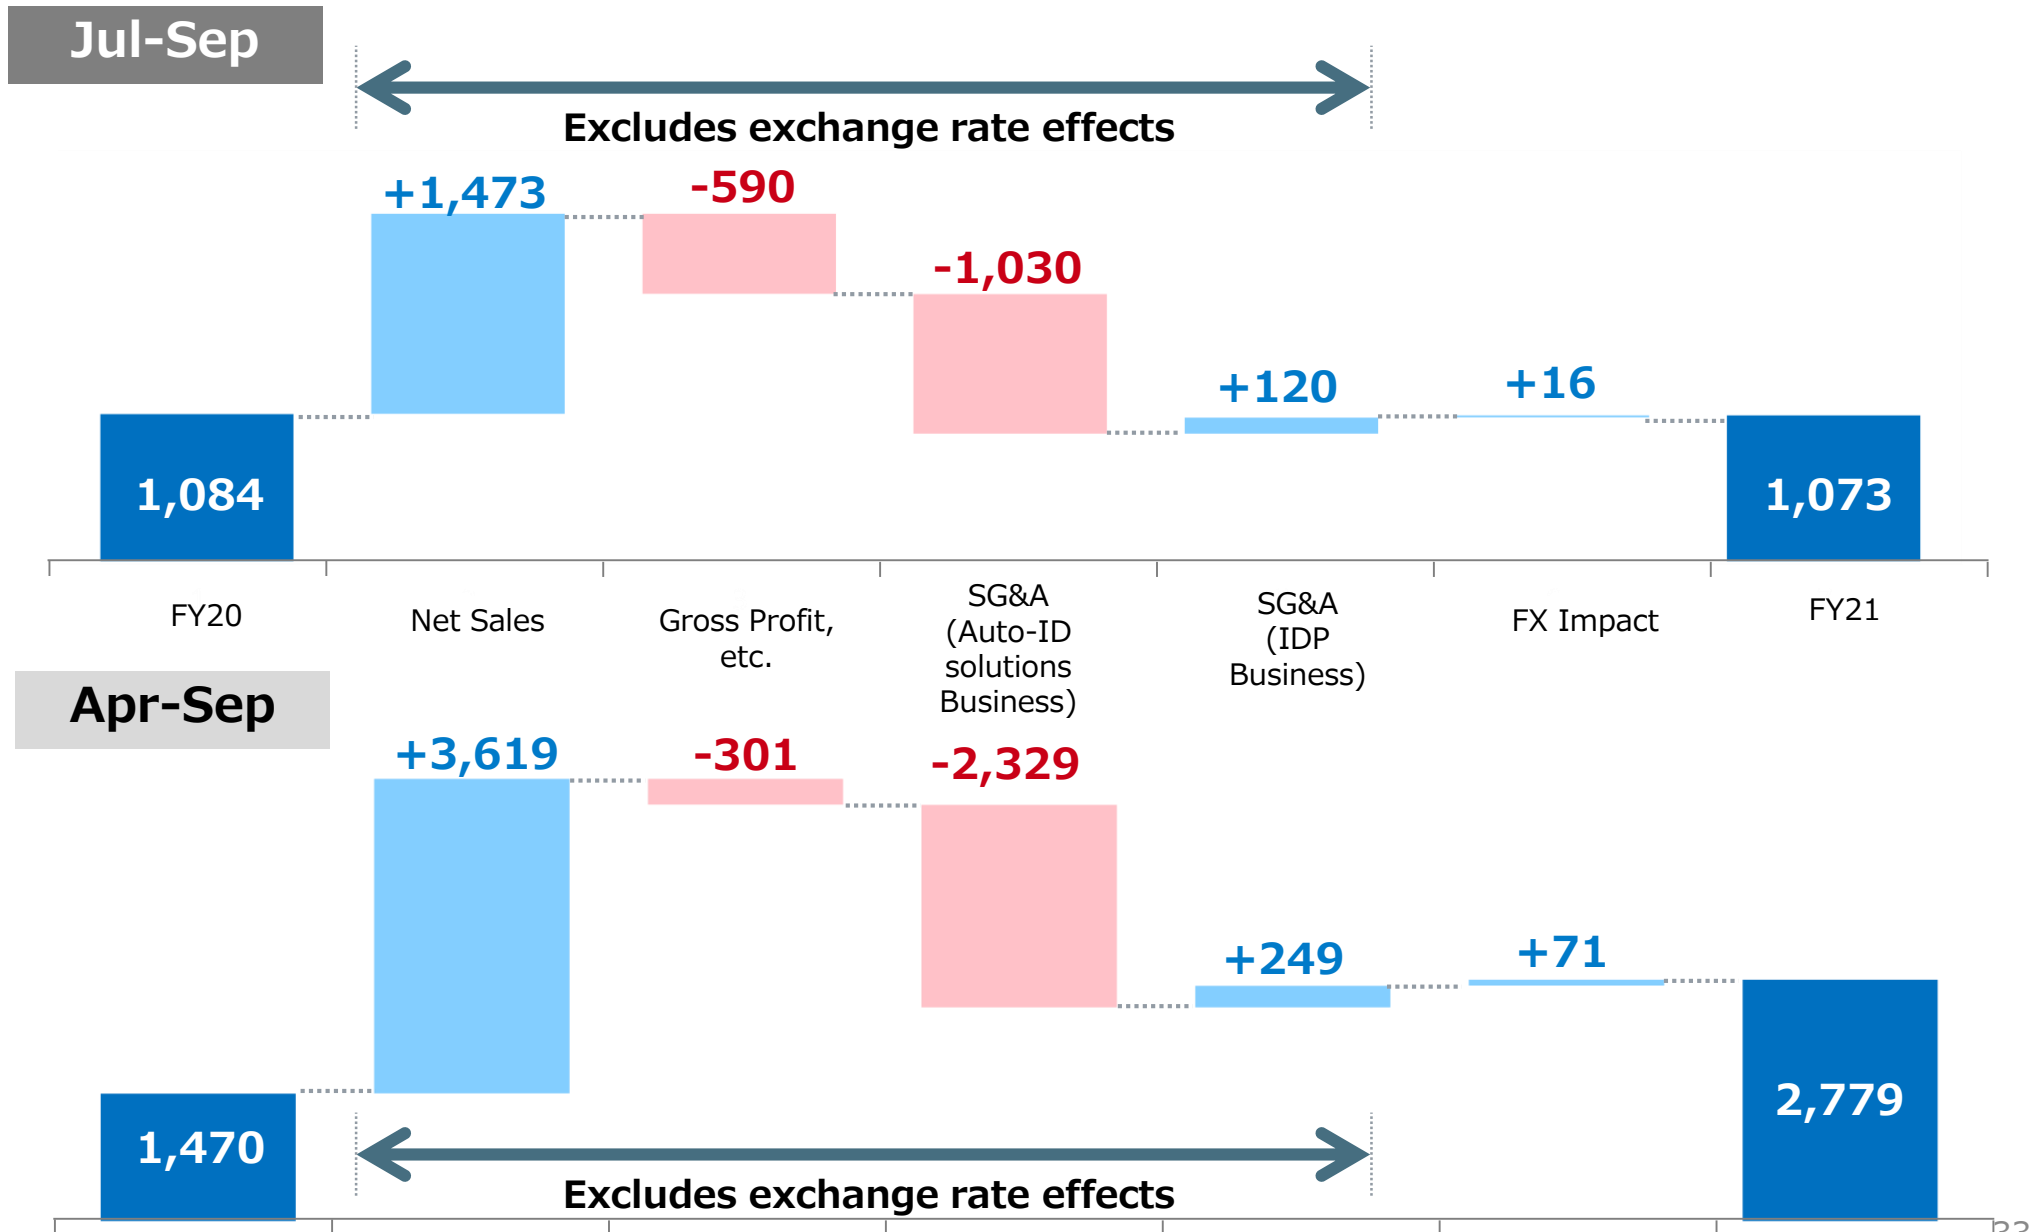 Jul-Sep
Excludes exchange rate effects
+1,473
-590
-1,030
+120
+16
1,084
1,073
FY20
Net Sales
Gross Profit,
etc.
SG&A
(Auto-ID
solutions
Business)
SG&A
(IDP
Business)
FX Impact
FY21
Apr-Sep
+3,619
-301
-2,329
+249
+71
1,470
2,779
Excludes exchange rate effects